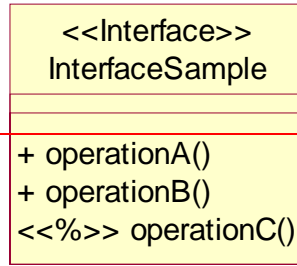 <<Interface>>
InterfaceSample
+ operationA()
+ operationB()
<<%>> operationC()